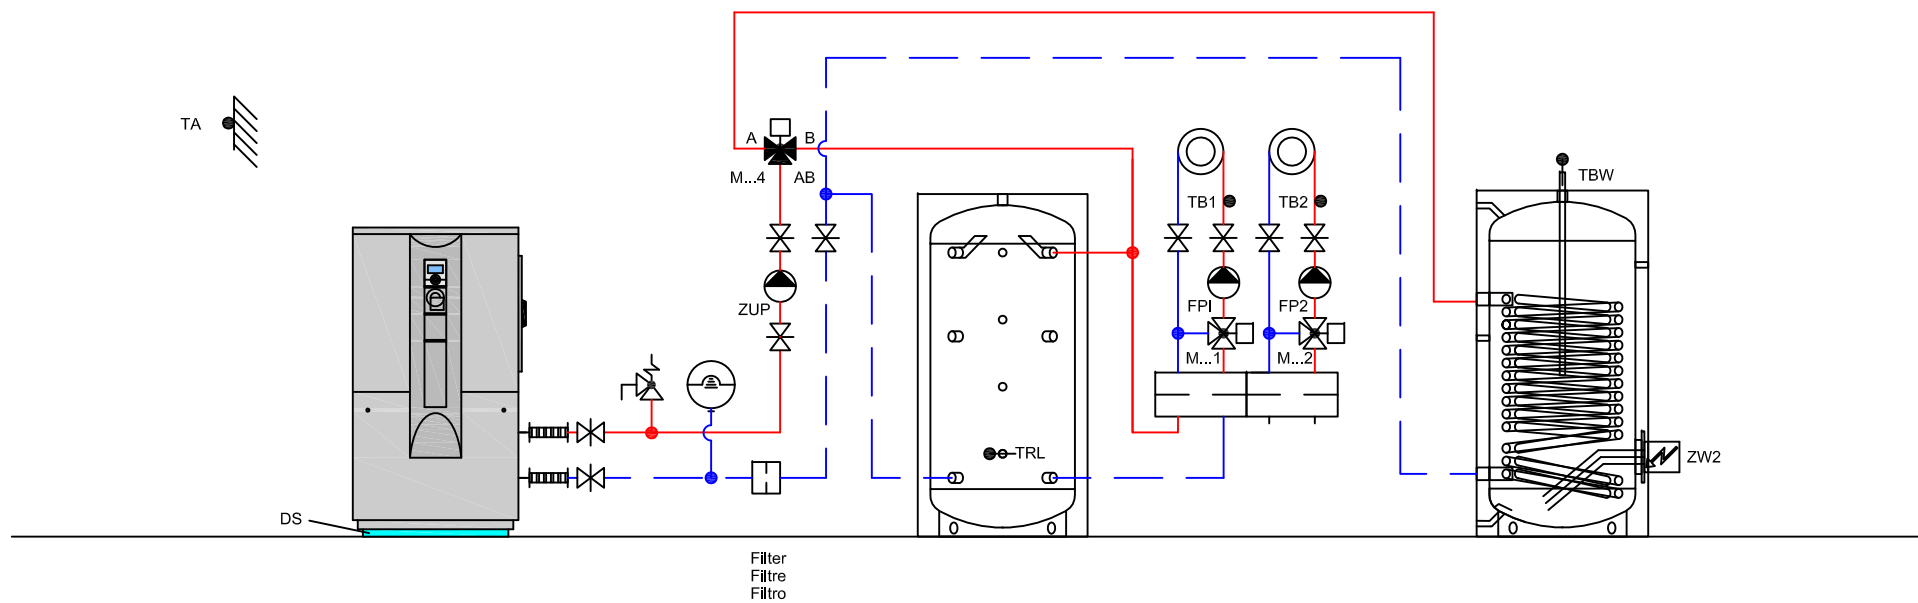 TA
A
B
M...4
AB
TB1
TB2
TBW
ZUP
FPI
FP2
M...1
M...2
TRL
ZW2
DS
Filter
Filtre
Filtro